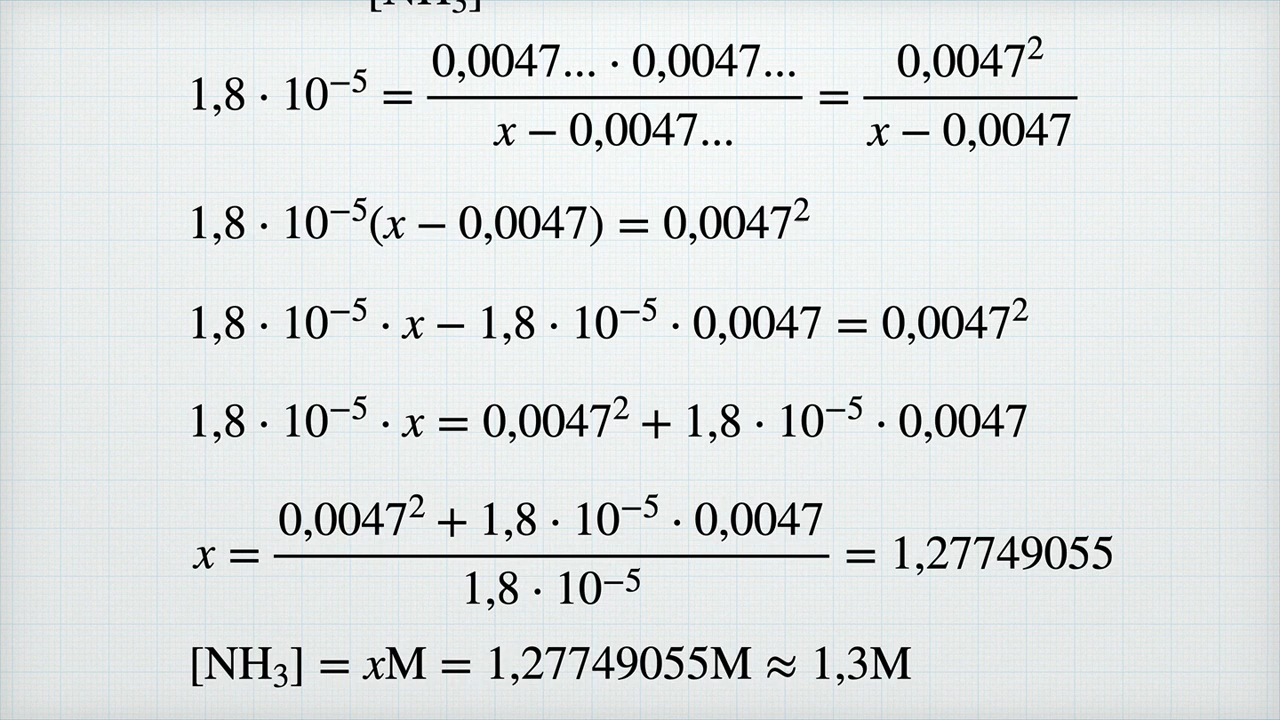 [NH₃]
1,8 · 10⁻⁵ = (0,0047... · 0,0047...)/(x − 0,0047...) = 0,0047²/(x − 0,0047)
1,8 · 10⁻⁵(x − 0,0047) = 0,0047²
1,8 · 10⁻⁵ · x − 1,8 · 10⁻⁵ · 0,0047 = 0,0047²
1,8 · 10⁻⁵ · x = 0,0047² + 1,8 · 10⁻⁵ · 0,0047
x = (0,0047² + 1,8 · 10⁻⁵ · 0,0047)/(1,8 · 10⁻⁵) = 1,27749055
[NH₃] = xM = 1,27749055M ≈ 1,3M